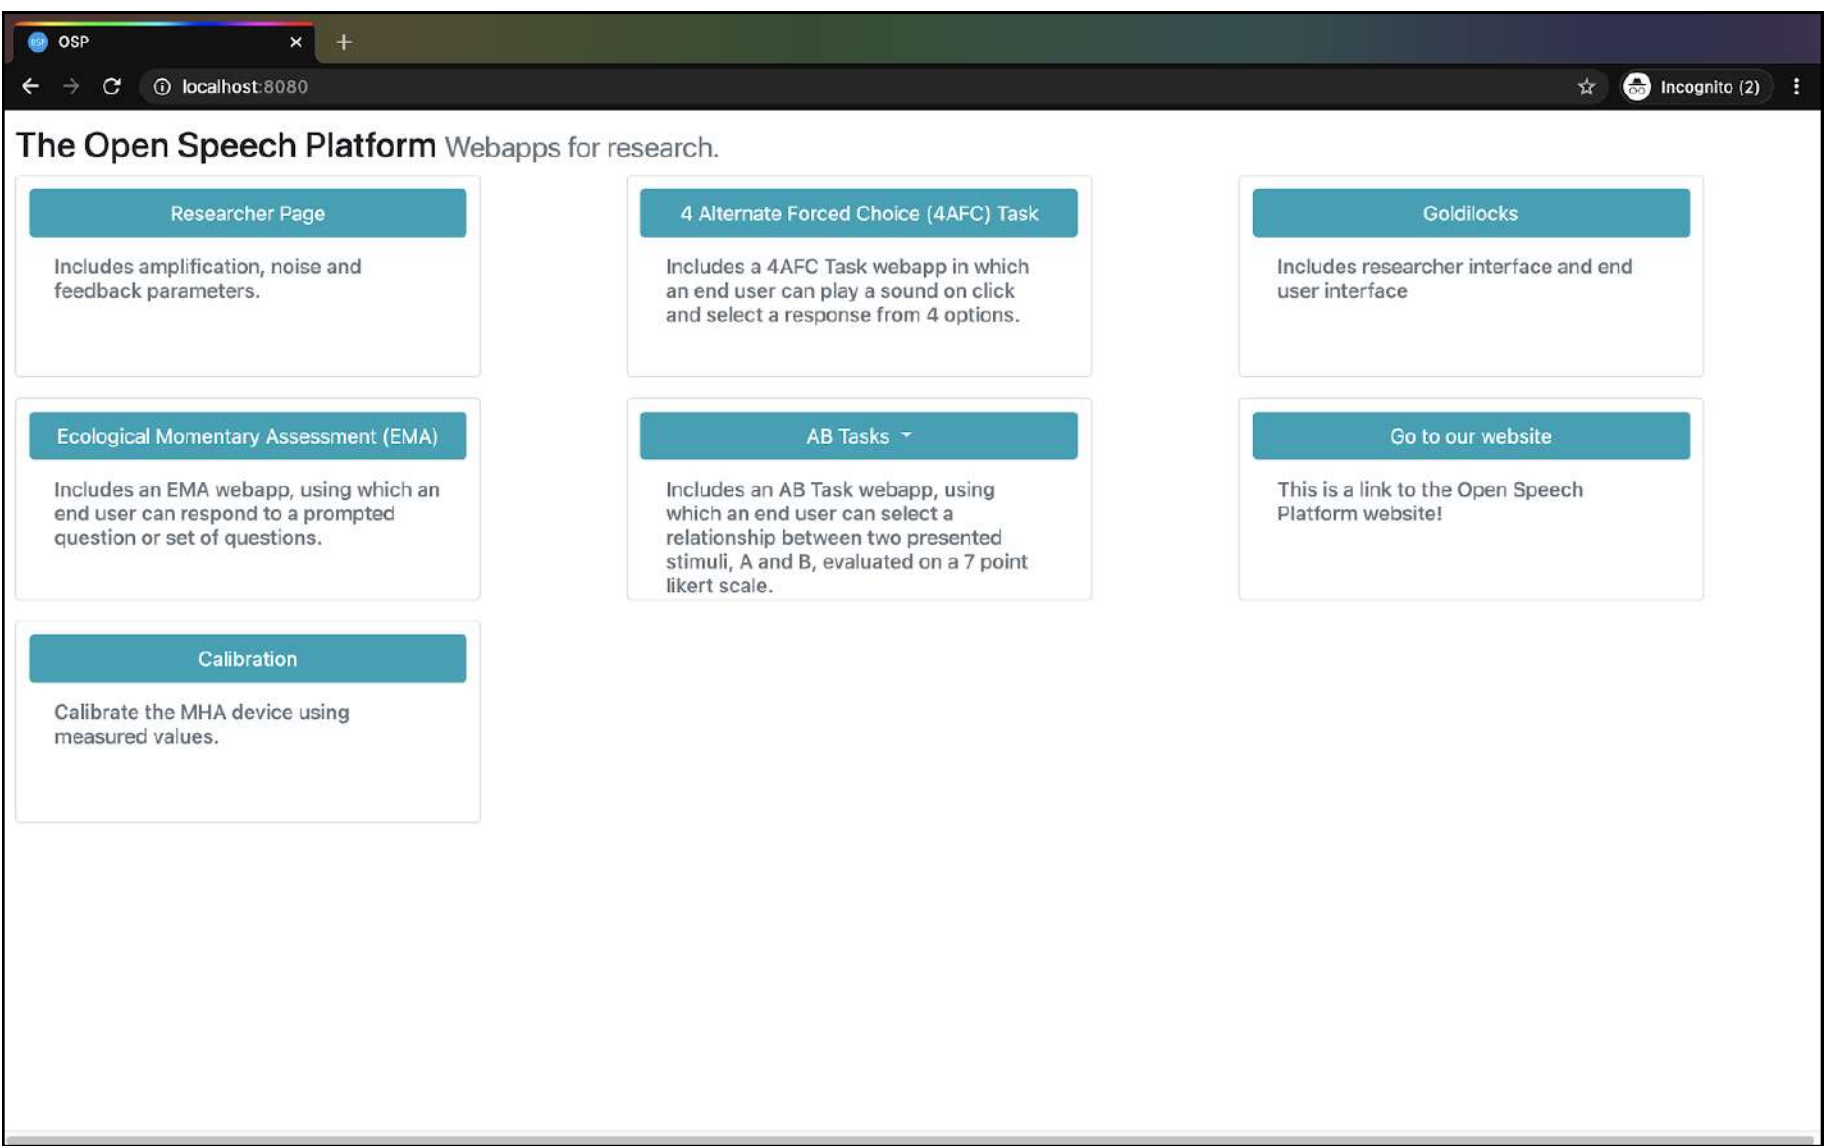 OSP
localhost:8080
Incognito (2)
The Open Speech Platform Webapps for research.
Researcher Page
Includes amplification, noise and
feedback parameters.
4 Alternate Forced Choice (4AFC) Task
Includes a 4AFC Task webapp in which
an end user can play a sound on click
and select a response from 4 options.
Goldilocks
Includes researcher interface and end
user interface
Ecological Momentary Assessment (EMA)
Includes an EMA webapp, using which an
end user can respond to a prompted
question or set of questions.
AB Tasks
Includes an AB Task webapp, using
which an end user can select a
relationship between two presented
stimuli, A and B, evaluated on a 7 point
likert scale.
Go to our website
This is a link to the Open Speech
Platform website!
Calibration
Calibrate the MHA device using
measured values.